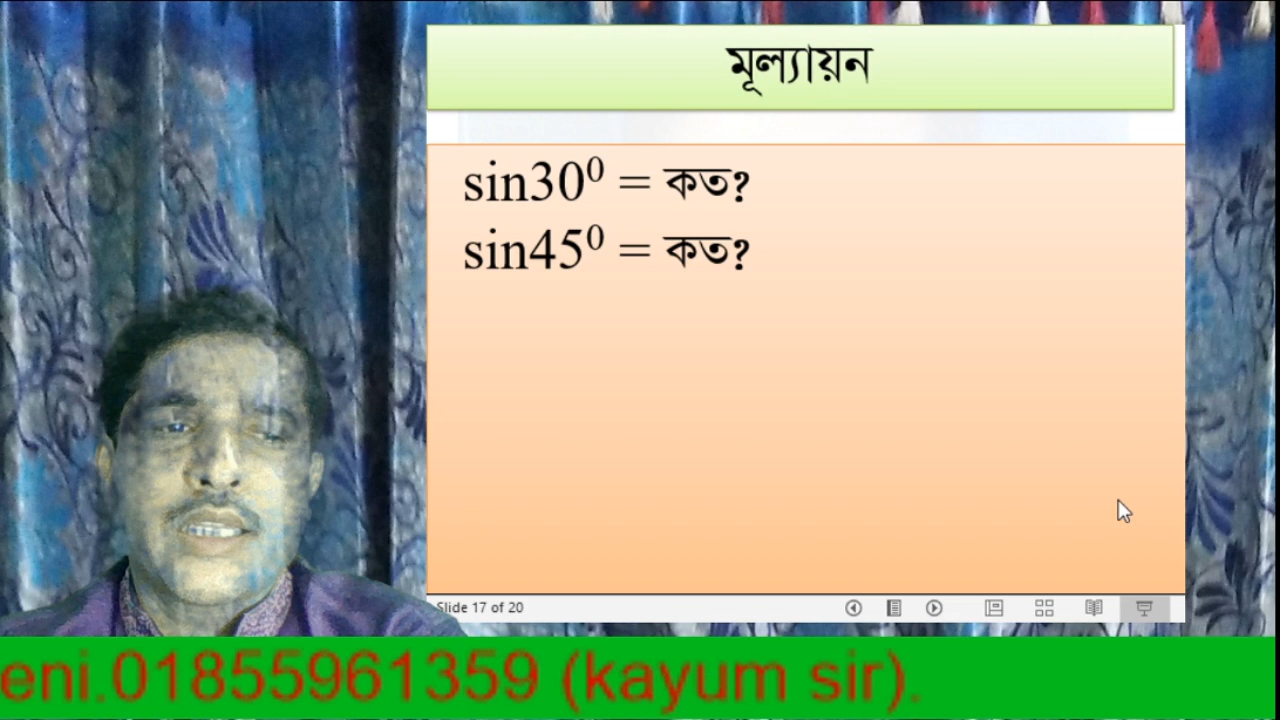 মূল্যায়ন
sin30⁰ = কত?
sin45⁰ = কত?
Slide 17 of 20
eni.01855961359 (kayum sir).